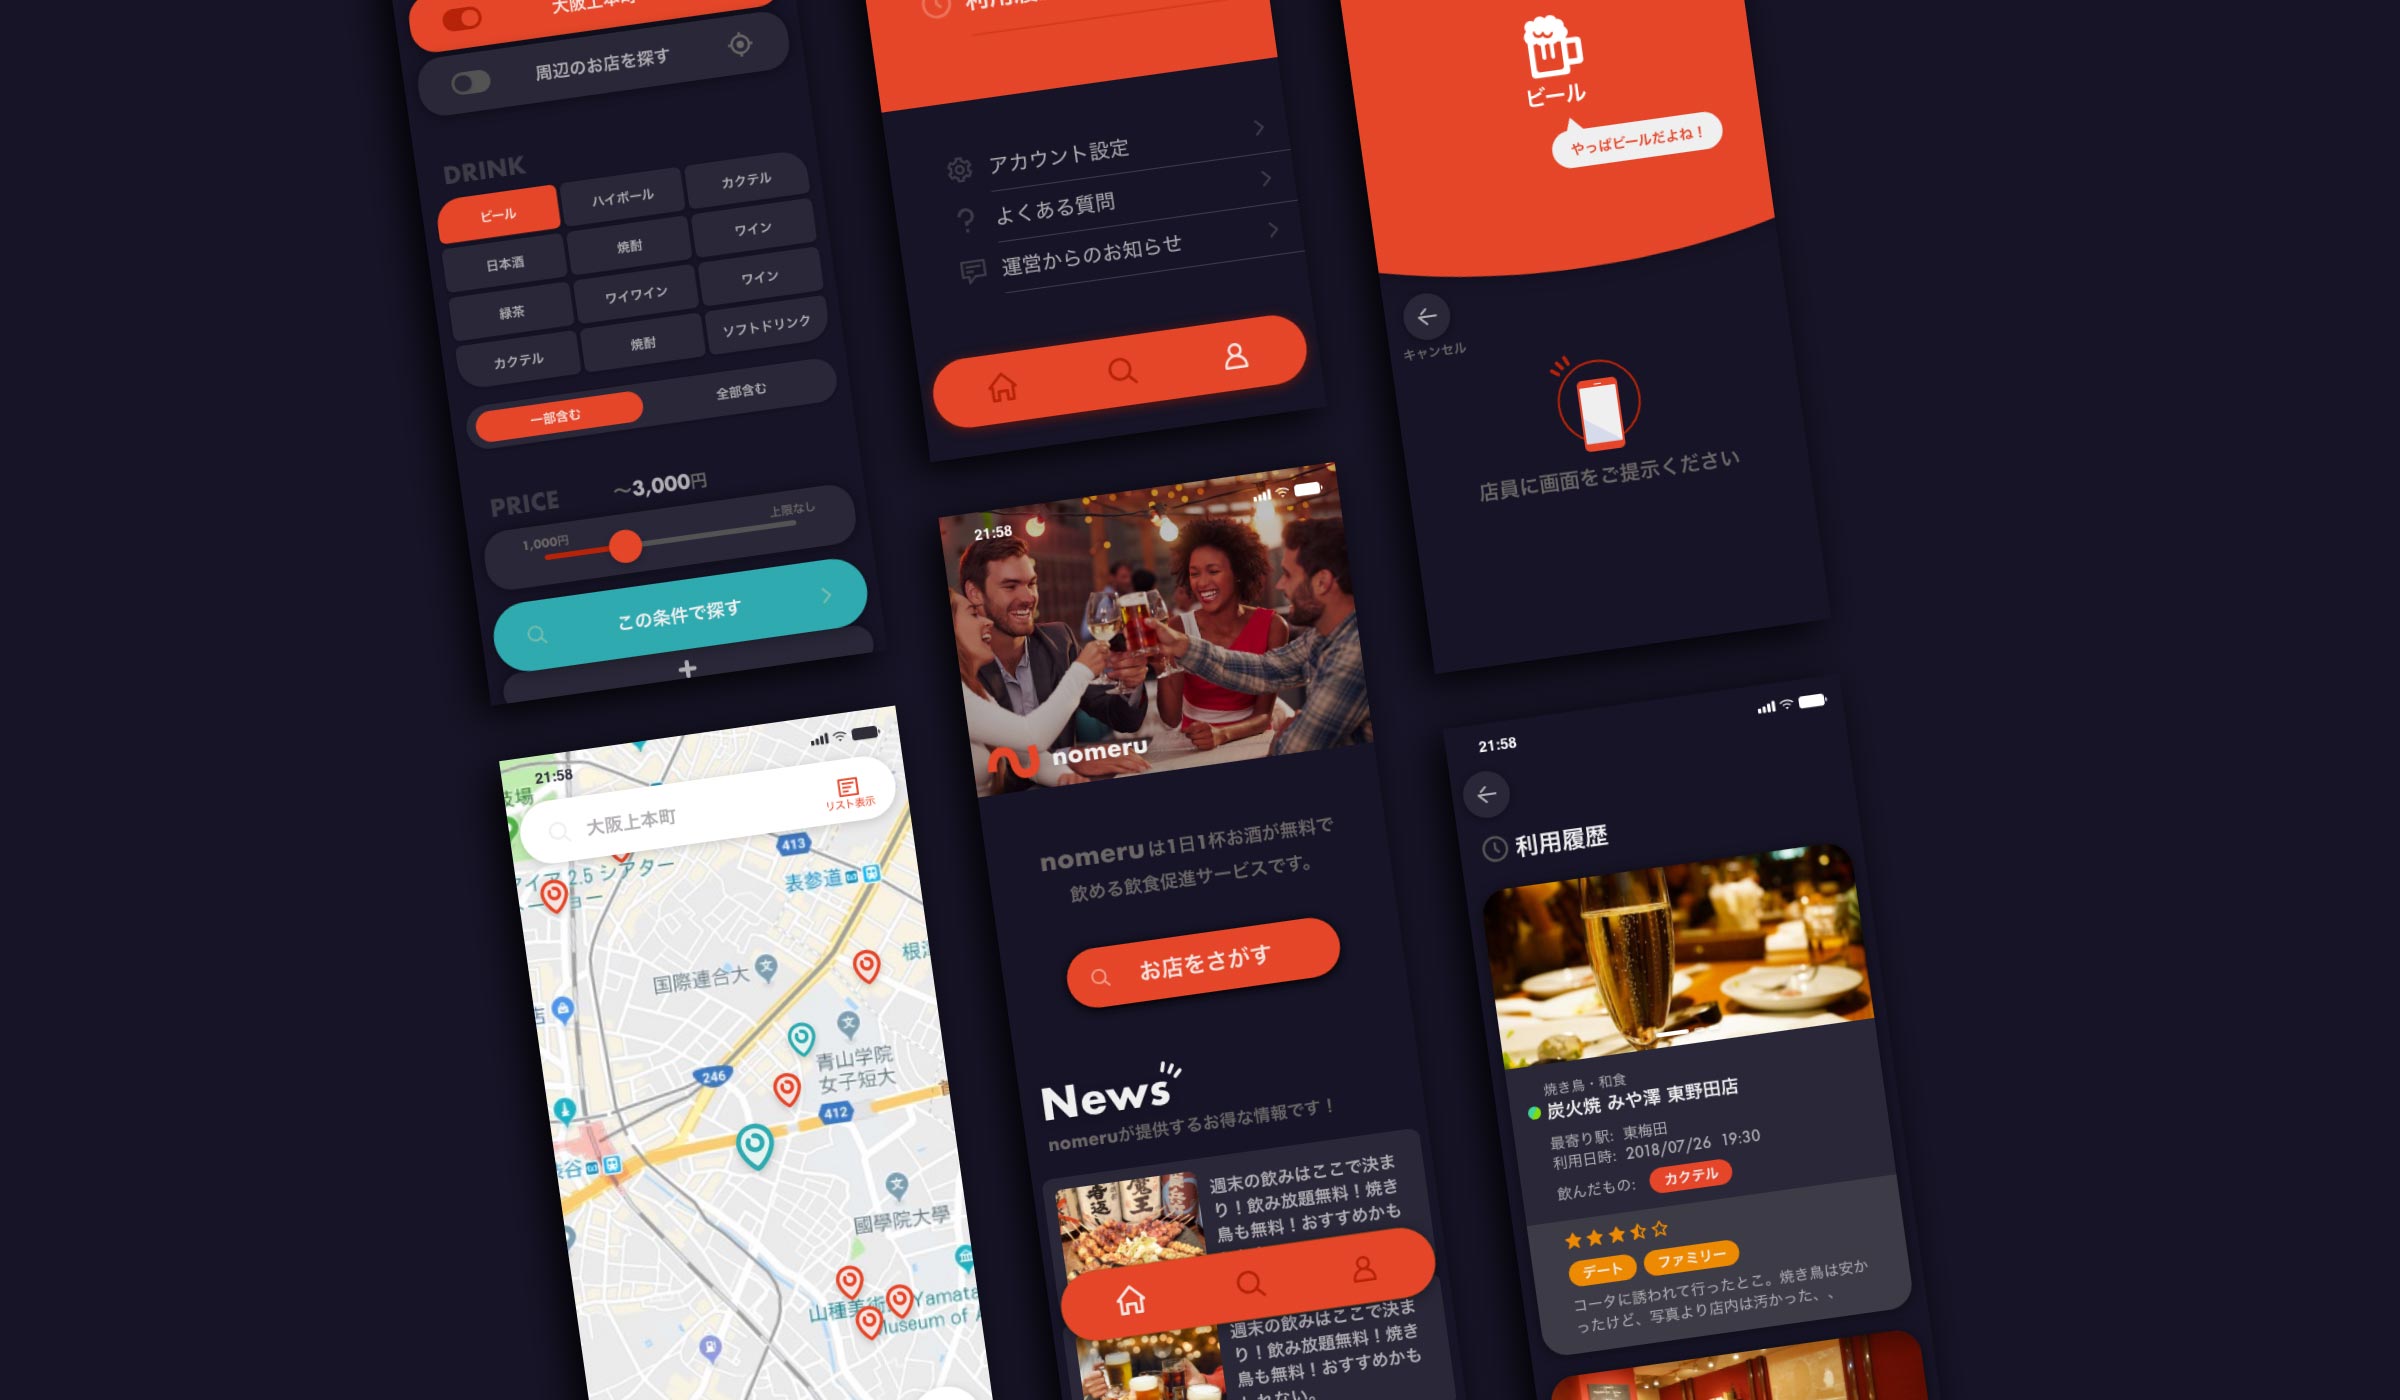 大阪上本町
周辺のお店を探す
DRINK
ビール
ハイボール
カクテル
日本酒
焼酎
ワイン
緑茶
ワイワイン
ワイン
カクテル
焼酎
ソフトドリンク
一部含む
全部含む
PRICE
〜3,000円
1,000円
上限なし
この条件で探す
+
21:58
大阪上本町
リスト表示
413
表参道
国際連合大
青山学院
女子短大
246
412
國學院大學
山種美術
Yamata
Museum of
利用履
アカウント設定
よくある質問
運営からのお知らせ
21:58
nomeru
nomeruは1日1杯お酒が無料で
飲める飲食促進サービスです。
お店をさがす
News
nomeruが提供するお得な情報です！
週末の飲みはここで決ま
り！飲み放題無料！焼き
鳥も無料！おすすめかも
週末の飲みはここで決ま
り！飲み放題無料！焼き
鳥も無料！おすすめかも
しれない。
ビール
やっぱビールだよね！
キャンセル
店員に画面をご提示ください
21:58
利用履歴
焼き鳥・和食
炭火焼 みや澤 東野田店
最寄り駅: 東梅田
利用日時: 2018/07/26 19:30
飲んだもの: カクテル
デート
ファミリー
コータに誘われて行ったとこ。焼き鳥は安か
ったけど、写真より店内は汚かった、、